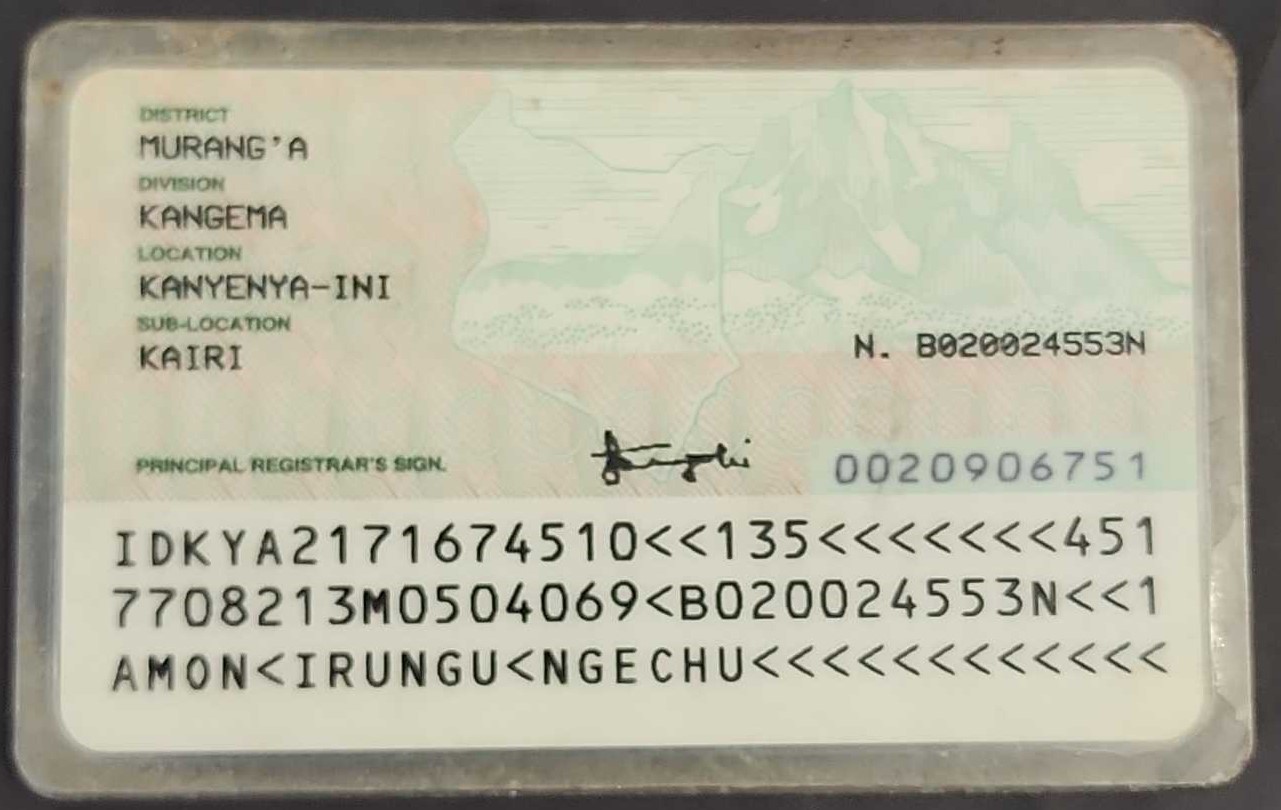 DISTRICT
MURANG'A
DIVISION
KANGEMA
LOCATION
KANYENYA-INI
SUB-LOCATION
KAIRI
N. B020024553N
PRINCIPAL REGISTRAR'S SIGN.
0020906751
IDKYA2171674510<<135<<<<<<<451
7708213M0504069<B020024553N<<1
AMON<IRUNGU<NGECHU<<<<<<<<<<<<